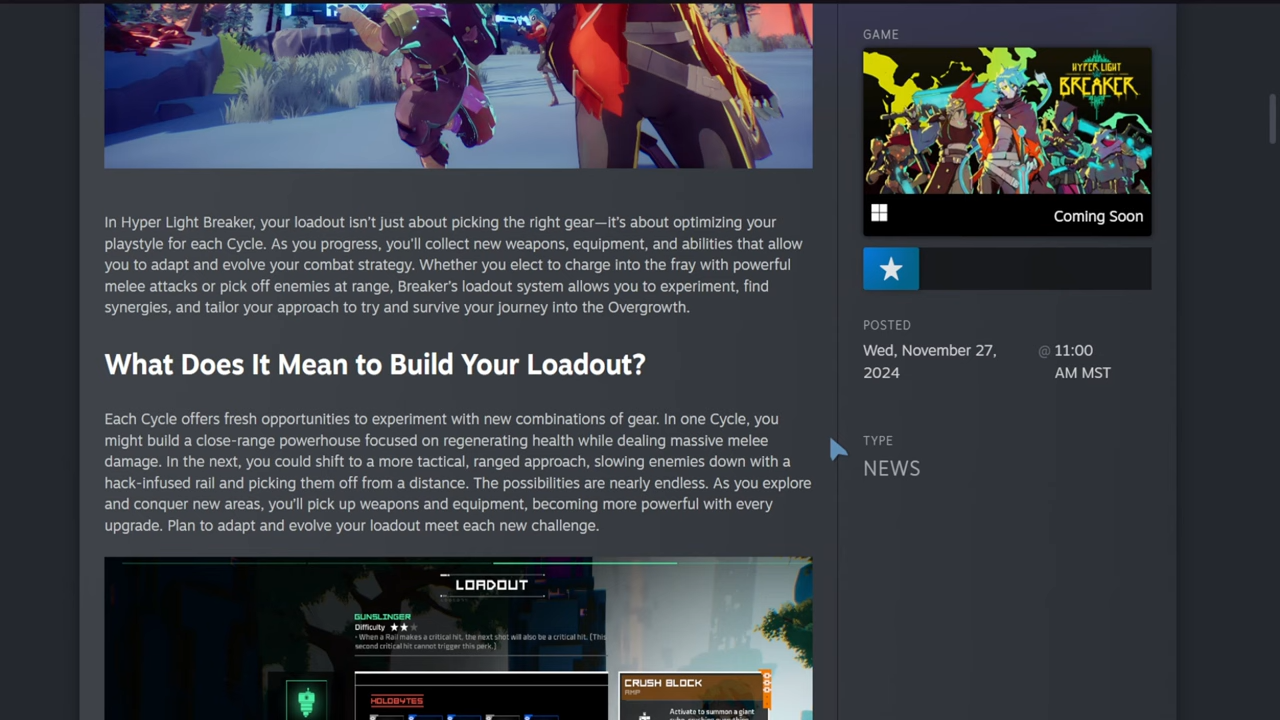 GAME
HYPER LIGHT
BREAKER
Coming Soon
In Hyper Light Breaker, your loadout isn't just about picking the right gear—it's about optimizing your
playstyle for each Cycle. As you progress, you'll collect new weapons, equipment, and abilities that allow
you to adapt and evolve your combat strategy. Whether you elect to charge into the fray with powerful
melee attacks or pick off enemies at range, Breaker's loadout system allows you to experiment, find
synergies, and tailor your approach to try and survive your journey into the Overgrowth.
POSTED
Wed, November 27, @ 11:00
2024 AM MST
What Does It Mean to Build Your Loadout?
Each Cycle offers fresh opportunities to experiment with new combinations of gear. In one Cycle, you
might build a close-range powerhouse focused on regenerating health while dealing massive melee
damage. In the next, you could shift to a more tactical, ranged approach, slowing enemies down with a
hack-infused rail and picking them off from a distance. The possibilities are nearly endless. As you explore
and conquer new areas, you'll pick up weapons and equipment, becoming more powerful with every
upgrade. Plan to adapt and evolve your loadout meet each new challenge.
TYPE
NEWS
LOADOUT
GUNSLINGER
Difficulty
• When a Rail makes a critical hit, the next shot will also be a critical hit. [This
second critical hit cannot trigger this perk.]
HOLOBYTES
CRUSH BLOCK
AMP
Activate to summon a giant